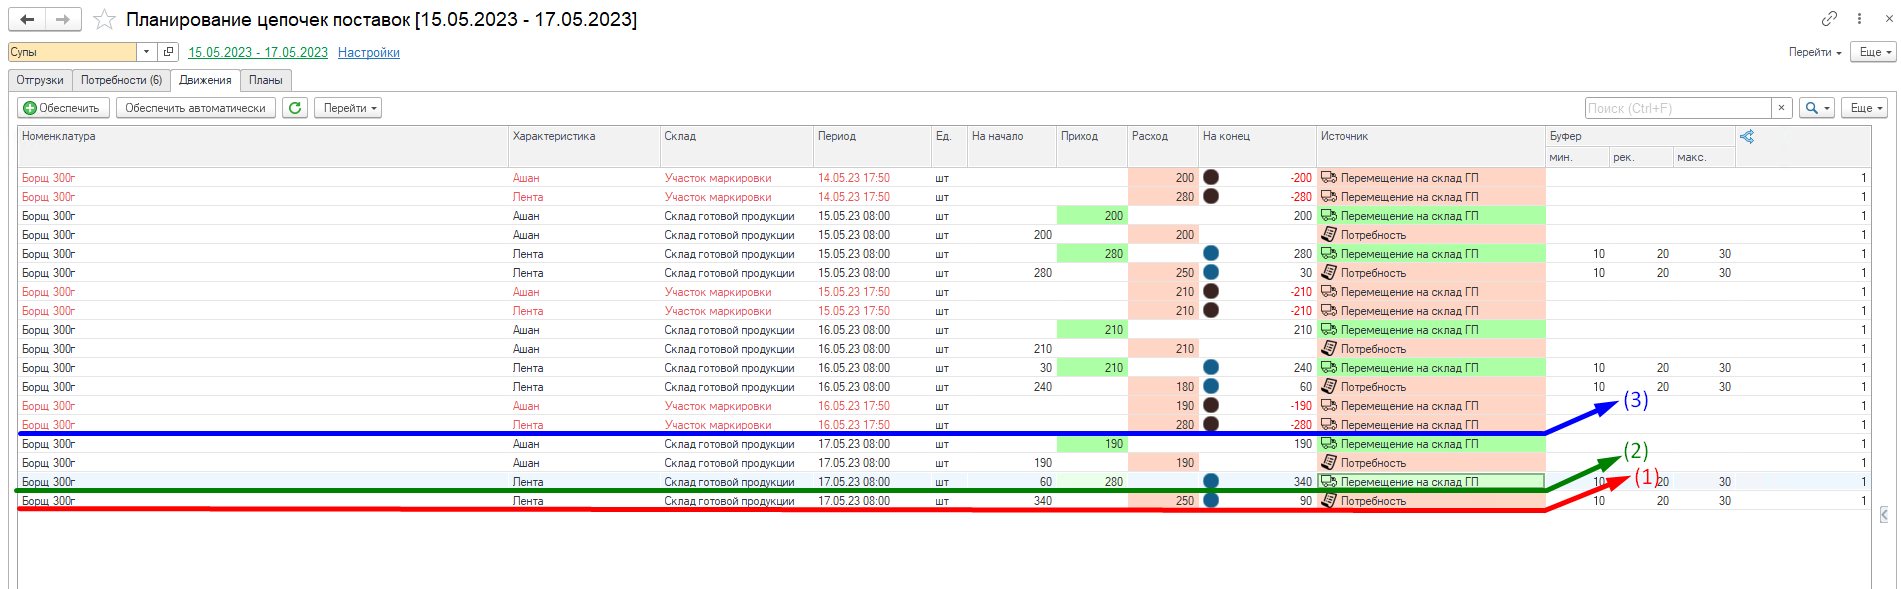 Планирование цепочек поставок [15.05.2023 - 17.05.2023]
Супы 15.05.2023 - 17.05.2023 Настройки Перейти Еще
Отгрузки Потребности (6) Движения Планы
Обеспечить Обеспечить автоматически Перейти Поиск (Ctrl+F) × Еще
Номенклатура Характеристика Склад Период Ед. На начало Приход Расход На конец Источник Буфер
мин. рек. макс.
Борщ 300г Ашан Участок маркировки 14.05.23 17:50 шт 200 -200 Перемещение на склад ГП 1
Борщ 300г Лента Участок маркировки 14.05.23 17:50 шт 280 -280 Перемещение на склад ГП 1
Борщ 300г Ашан Склад готовой продукции 15.05.23 08:00 шт 200 200 Перемещение на склад ГП 1
Борщ 300г Ашан Склад готовой продукции 15.05.23 08:00 шт 200 200 Потребность 1
Борщ 300г Лента Склад готовой продукции 15.05.23 08:00 шт 280 280 Перемещение на склад ГП 10 20 30 1
Борщ 300г Лента Склад готовой продукции 15.05.23 08:00 шт 280 250 30 Потребность 10 20 30 1
Борщ 300г Ашан Участок маркировки 15.05.23 17:50 шт 210 -210 Перемещение на склад ГП 1
Борщ 300г Лента Участок маркировки 15.05.23 17:50 шт 210 -210 Перемещение на склад ГП 1
Борщ 300г Ашан Склад готовой продукции 16.05.23 08:00 шт 210 210 Перемещение на склад ГП 1
Борщ 300г Ашан Склад готовой продукции 16.05.23 08:00 шт 210 210 Потребность 1
Борщ 300г Лента Склад готовой продукции 16.05.23 08:00 шт 30 210 240 Перемещение на склад ГП 10 20 30 1
Борщ 300г Лента Склад готовой продукции 16.05.23 08:00 шт 240 180 60 Потребность 10 20 30 1
Борщ 300г Ашан Участок маркировки 16.05.23 17:50 шт 190 -190 Перемещение на склад ГП (3) 1
Борщ 300г Лента Участок маркировки 16.05.23 17:50 шт 280 -280 Перемещение на склад ГП 1
Борщ 300г Ашан Склад готовой продукции 17.05.23 08:00 шт 190 190 Перемещение на склад ГП 1
Борщ 300г Ашан Склад готовой продукции 17.05.23 08:00 шт 190 190 Потребность (2) 1
Борщ 300г Лента Склад готовой продукции 17.05.23 08:00 шт 60 280 340 Перемещение на склад ГП 10 (1) 20 30 1
Борщ 300г Лента Склад готовой продукции 17.05.23 08:00 шт 340 250 90 Потребность 10 20 30 1